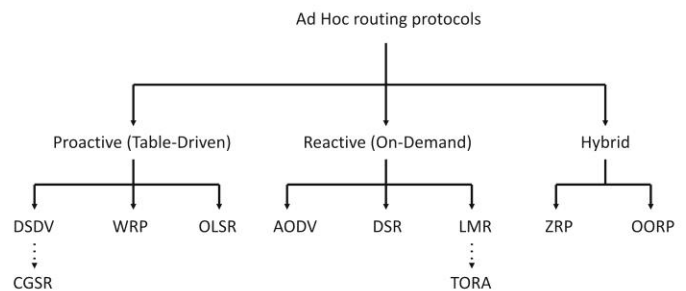 Ad Hoc routing protocols
Proactive (Table-Driven)
Reactive (On-Demand)
Hybrid
DSDV
WRP
OLSR
AODV
DSR
LMR
ZRP
OORP
CGSR
TORA